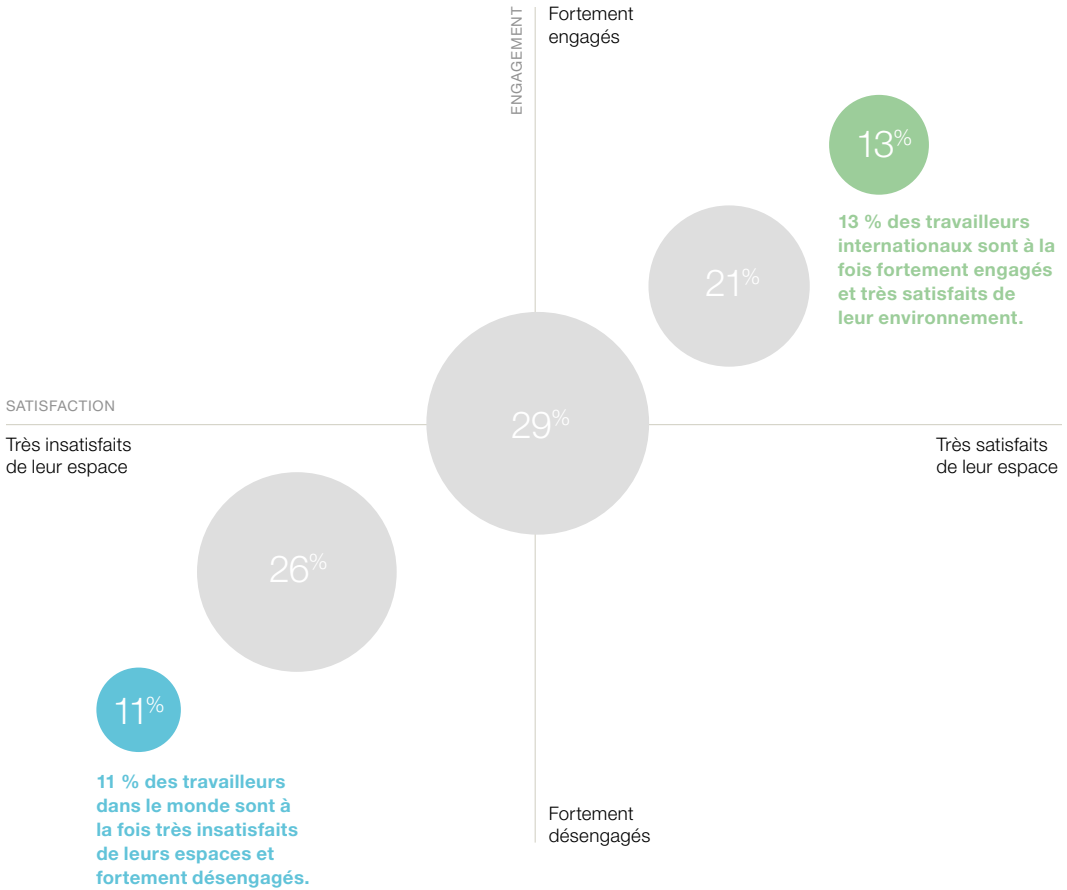 ENGAGEMENT
Fortement
engagés
13%
13 % des travailleurs
internationaux sont à la
fois fortement engagés
et très satisfaits de
leur environnement.
21%
29%
SATISFACTION
Très insatisfaits
de leur espace
Très satisfaits
de leur espace
26%
11%
11 % des travailleurs
dans le monde sont à
la fois très insatisfaits
de leurs espaces et
fortement désengagés.
Fortement
désengagés